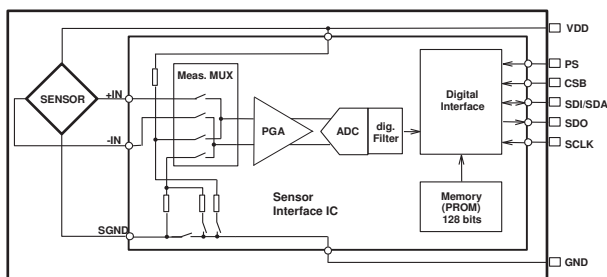 VDD
PS
CSB
SDI/SDA
SDO
SCLK
GND
SENSOR
+IN
-IN
SGND
Meas. MUX
PGA
ADC
dig.
Filter
Digital
Interface
Memory
(PROM)
128 bits
Sensor
Interface IC